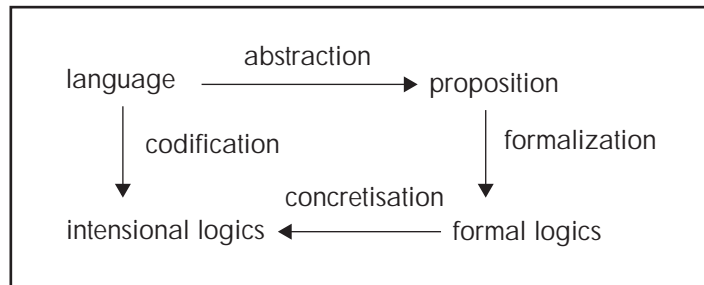 abstraction
language
proposition
codification
formalization
concretisation
intensional logics
formal logics